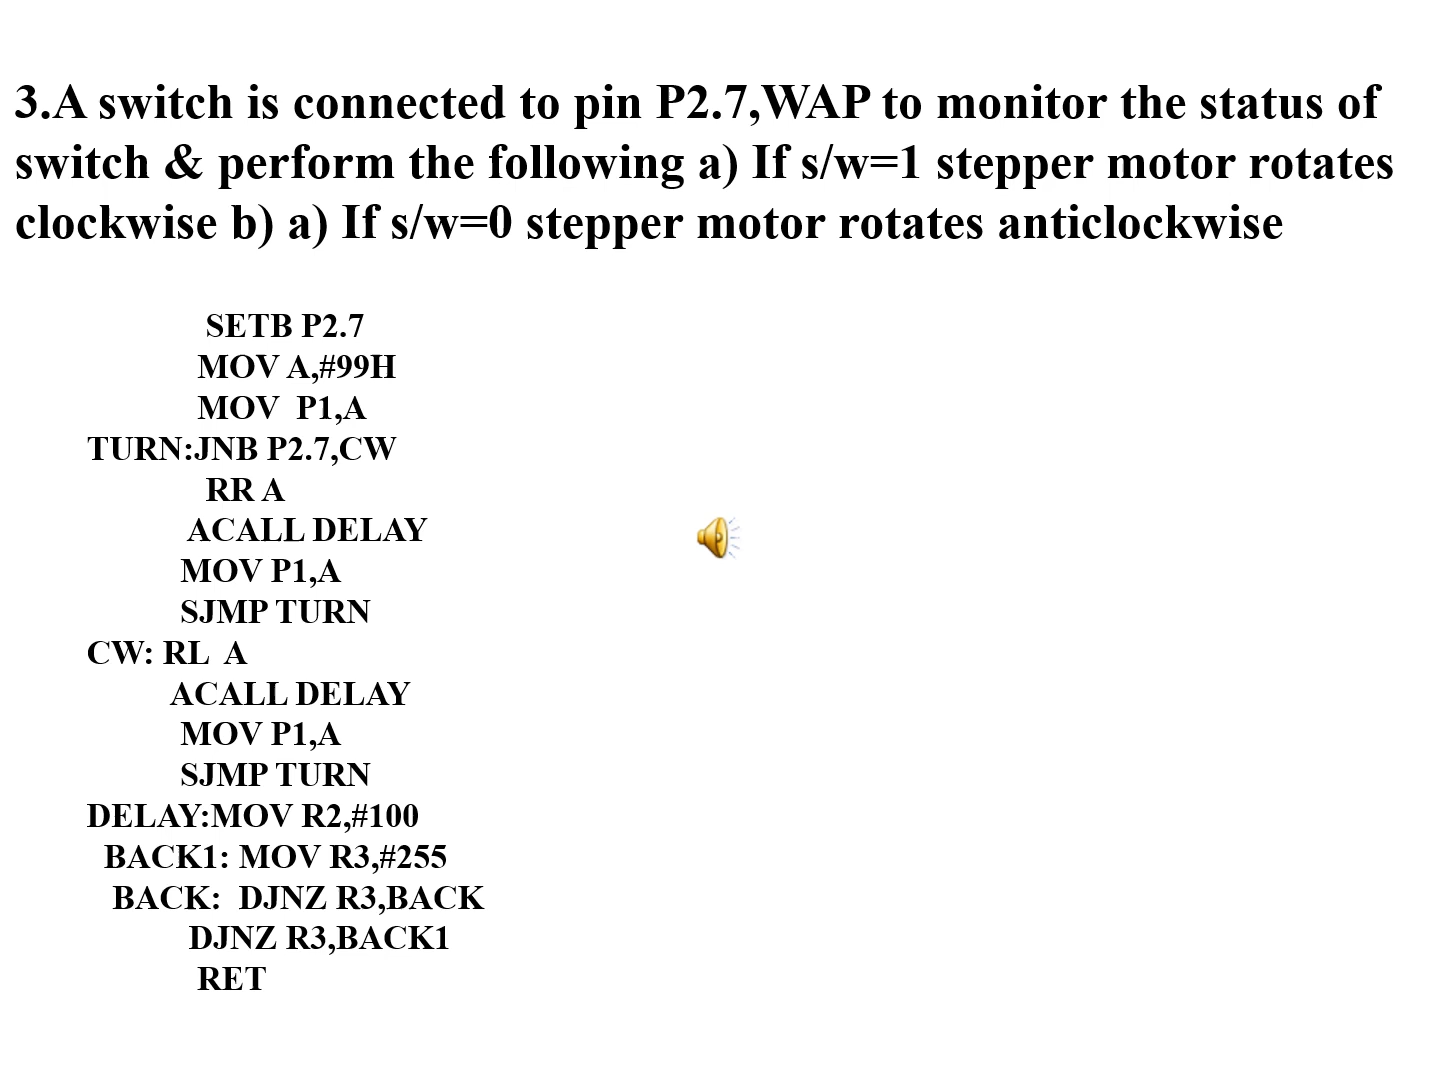 3.A switch is connected to pin P2.7,WAP to monitor the status of
switch & perform the following a) If s/w=1 stepper motor rotates
clockwise b) a) If s/w=0 stepper motor rotates anticlockwise
SETB P2.7
MOV A,#99H
MOV P1,A
TURN:JNB P2.7,CW
RR A
ACALL DELAY
MOV P1,A
SJMP TURN
CW: RL A
ACALL DELAY
MOV P1,A
SJMP TURN
DELAY:MOV R2,#100
BACK1: MOV R3,#255
BACK: DJNZ R3,BACK
DJNZ R3,BACK1
RET